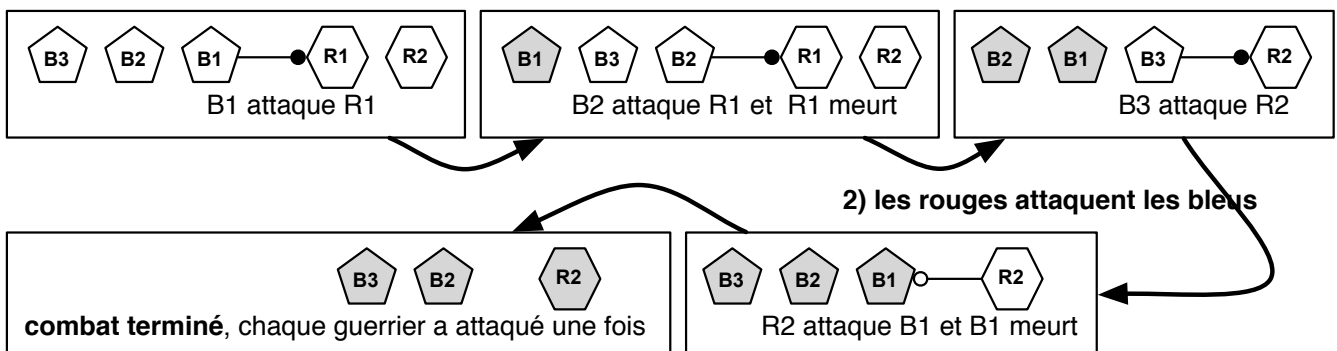 B3 B2 B1 R1 R2
B1 attaque R1
B1 B3 B2 R1 R2
B2 attaque R1 et R1 meurt
B2 B1 B3 R2
B3 attaque R2
2) les rouges attaquent les bleus
B3 B2 B1 R2
R2 attaque B1 et B1 meurt
B3 B2 R2
combat terminé, chaque guerrier a attaqué une fois